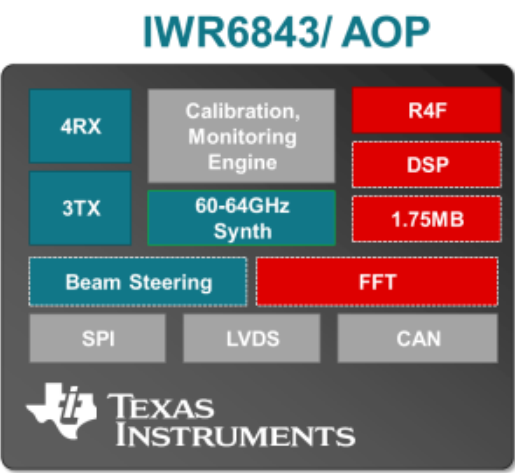 IWR6843/ AOP
4RX
Calibration,
Monitoring
Engine
R4F
DSP
3TX
60-64GHz
Synth
1.75MB
Beam Steering
FFT
SPI
LVDS
CAN
TEXAS
INSTRUMENTS